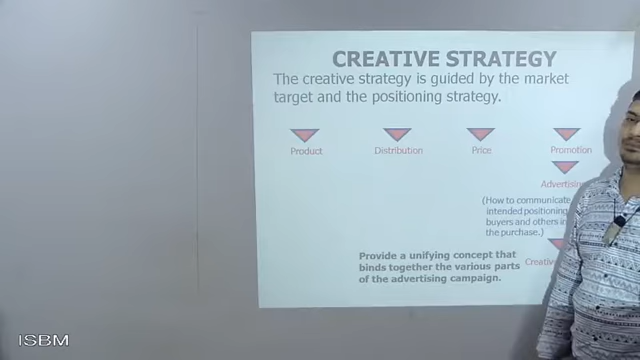 CREATIVE STRATEGY
The creative strategy is guided by the market
target and the positioning strategy.
Product Distribution Price Promotion
Advertising
(How to communicate
intended positioning
buyers and others in
the purchase.)
Provide a unifying concept that
binds together the various parts
of the advertising campaign.
Creative
ISBM